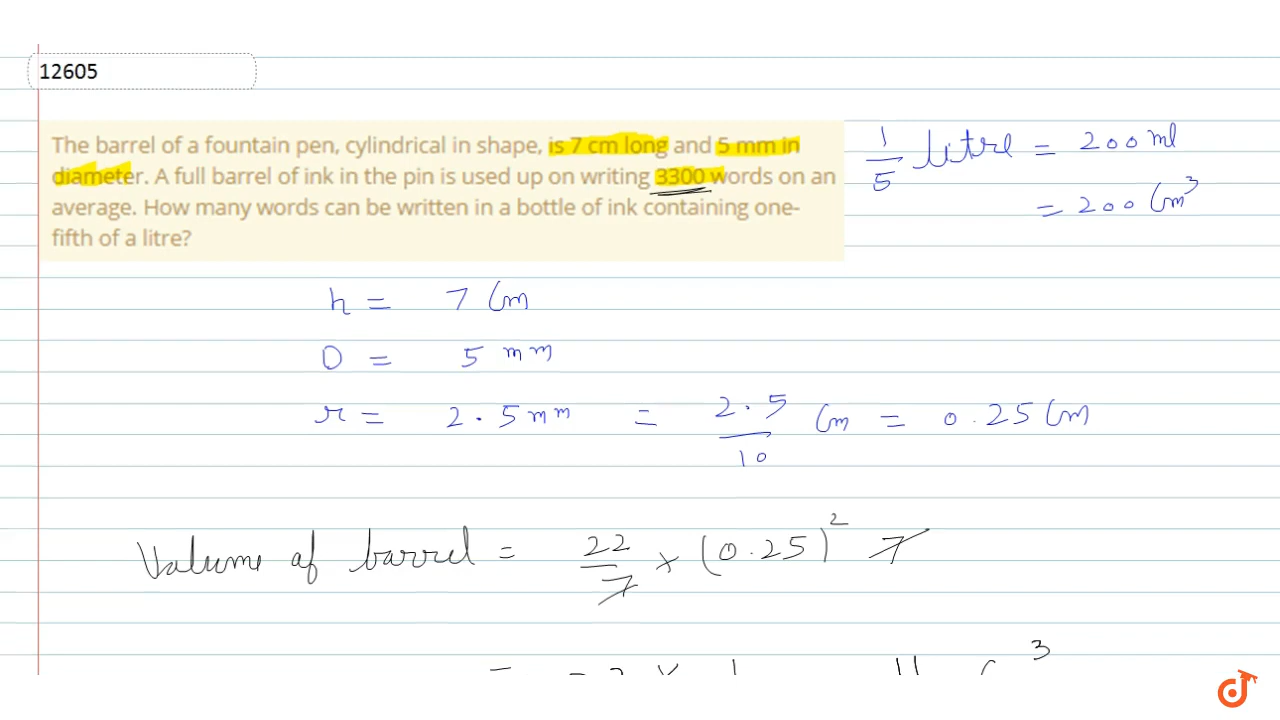 12605
The barrel of a fountain pen, cylindrical in shape, is 7 cm long and 5 mm in
diameter. A full barrel of ink in the pin is used up on writing 3300 words on an
average. How many words can be written in a bottle of ink containing one-
fifth of a litre?
1/5 litre = 200 ml
= 200 Cm³
h = 7 Cm
D = 5 mm
r = 2.5 mm = 2.5/10 Cm = 0.25 Cm
Volume of barrel = 22/7 × (0.25)² 7